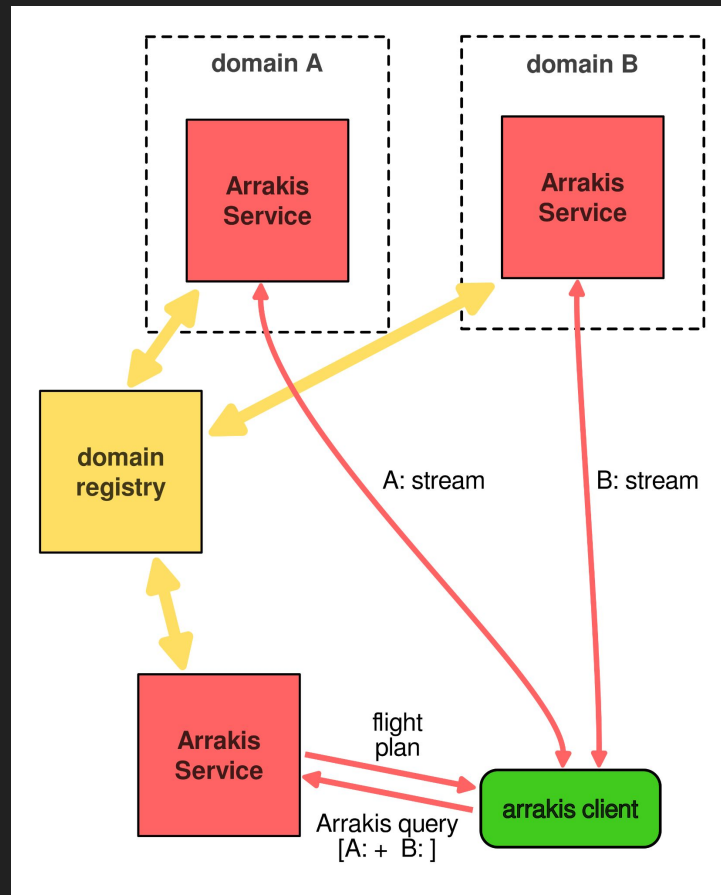 domain A
domain B
Arrakis
Service
Arrakis
Service
A: stream
B: stream
domain
registry
Arrakis
Service
flight
plan
arrakis client
Arrakis query
[A: + B: ]